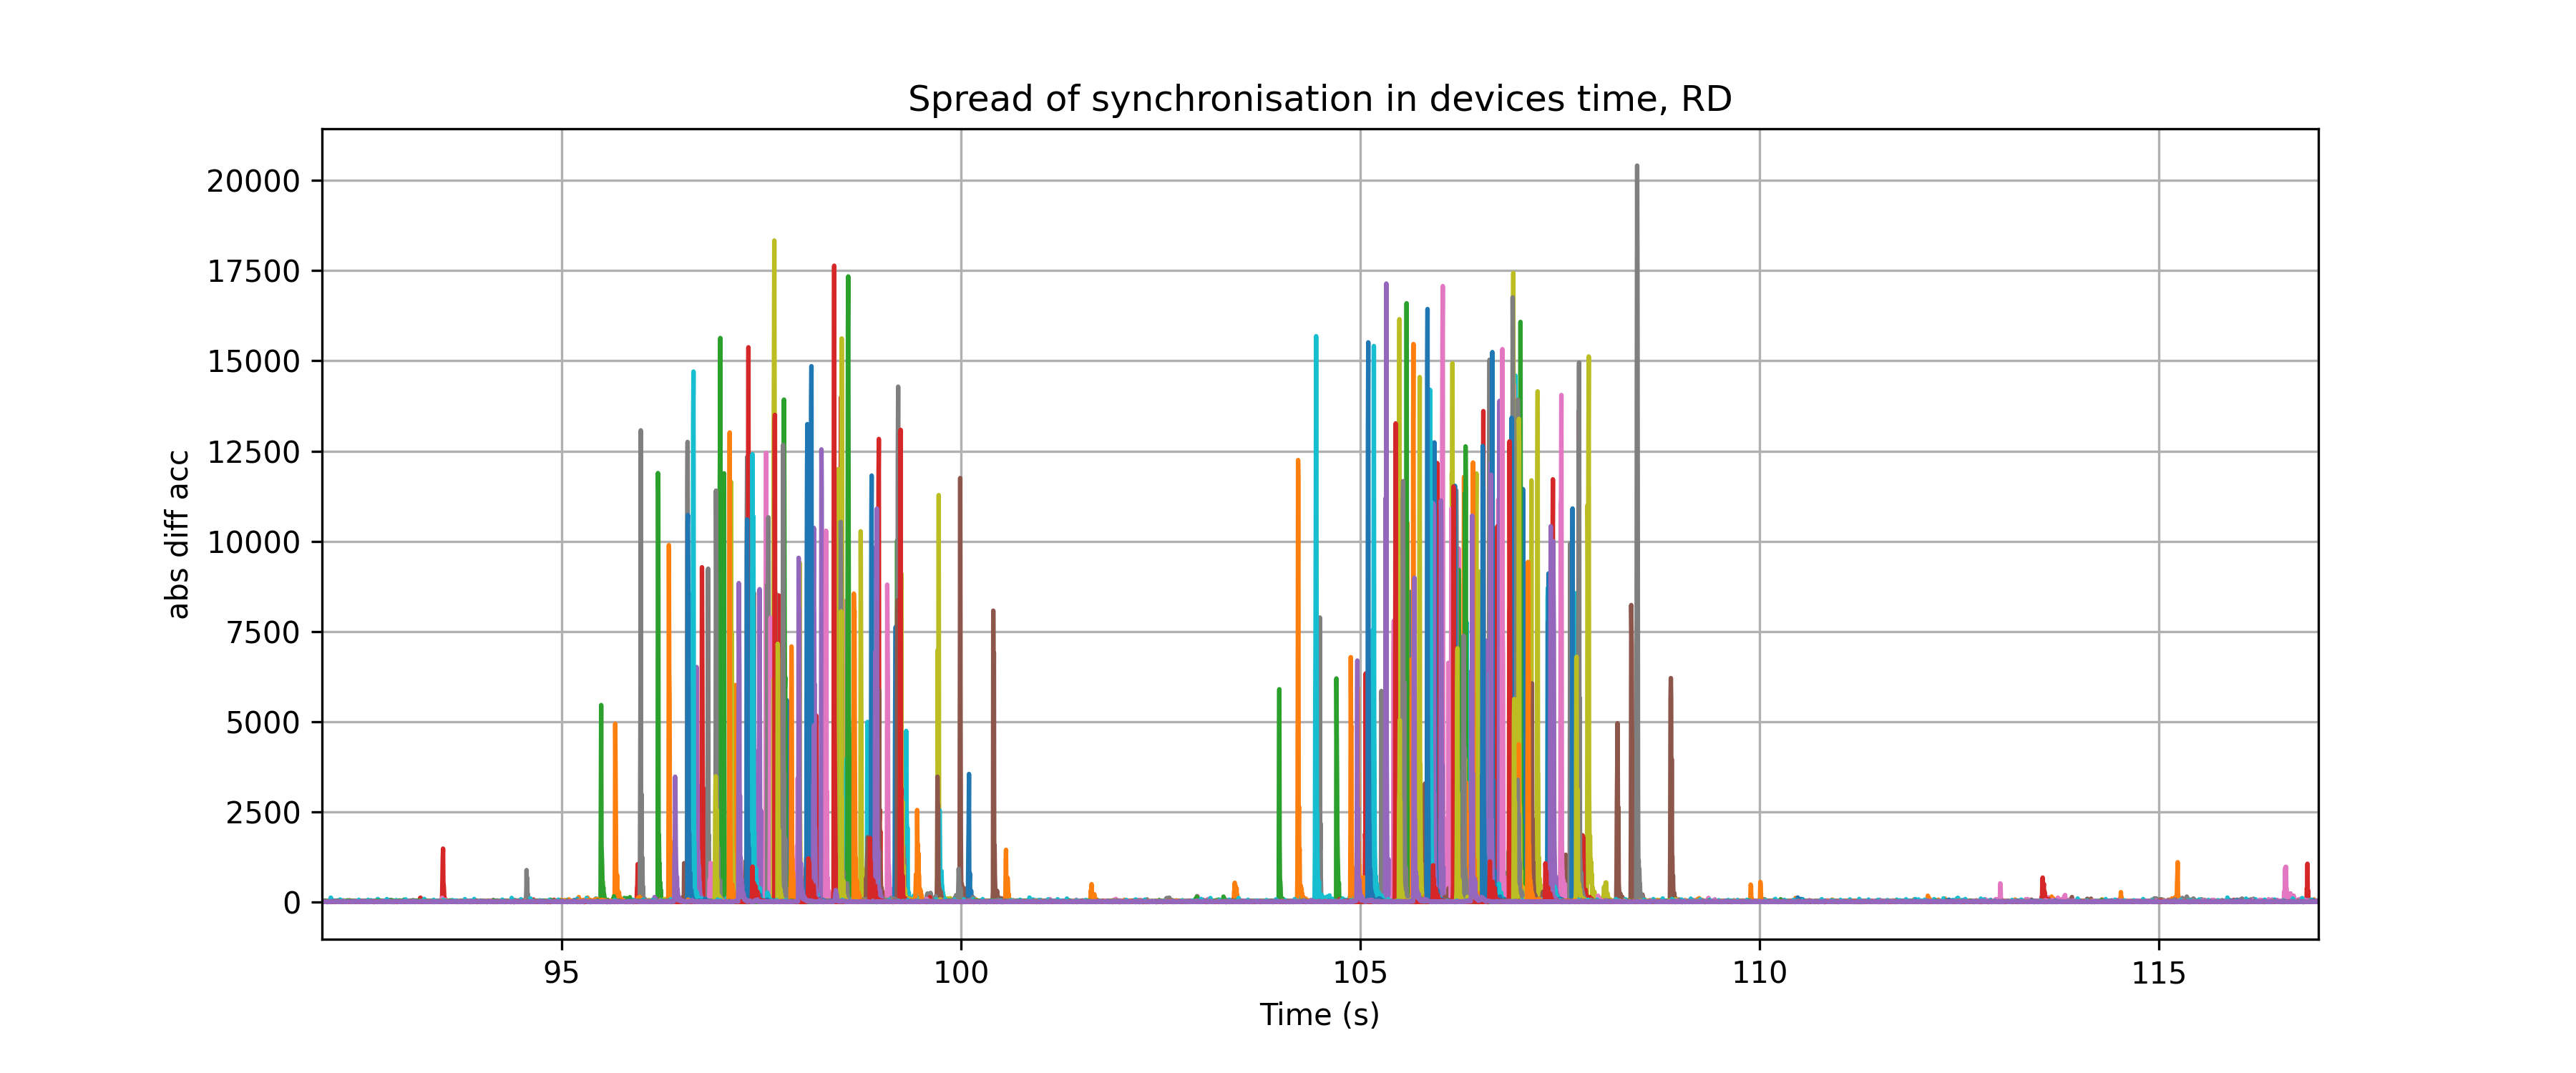 Spread of synchronisation in devices time, RD
20000
17500
15000
12500
10000
7500
5000
2500
0
abs diff acc
95 100 105 110 115
Time (s)